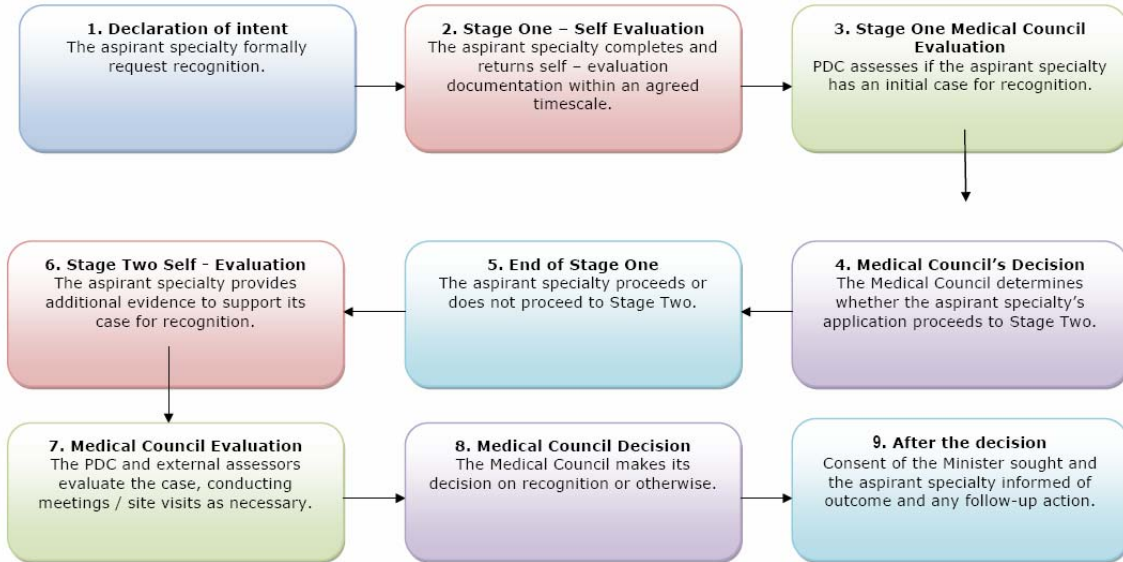 1. Declaration of intent
The aspirant specialty formally
request recognition.
2. Stage One – Self Evaluation
The aspirant specialty completes and
returns self – evaluation
documentation within an agreed
timescale.
3. Stage One Medical Council
Evaluation
PDC assesses if the aspirant specialty
has an initial case for recognition.
4. Medical Council’s Decision
The Medical Council determines
whether the aspirant specialty’s
application proceeds to Stage Two.
5. End of Stage One
The aspirant specialty proceeds or
does not proceed to Stage Two.
6. Stage Two Self - Evaluation
The aspirant specialty provides
additional evidence to support its
case for recognition.
7. Medical Council Evaluation
The PDC and external assessors
evaluate the case, conducting
meetings / site visits as necessary.
8. Medical Council Decision
The Medical Council makes its
decision on recognition or otherwise.
9. After the decision
Consent of the Minister sought and
the aspirant specialty informed of
outcome and any follow-up action.